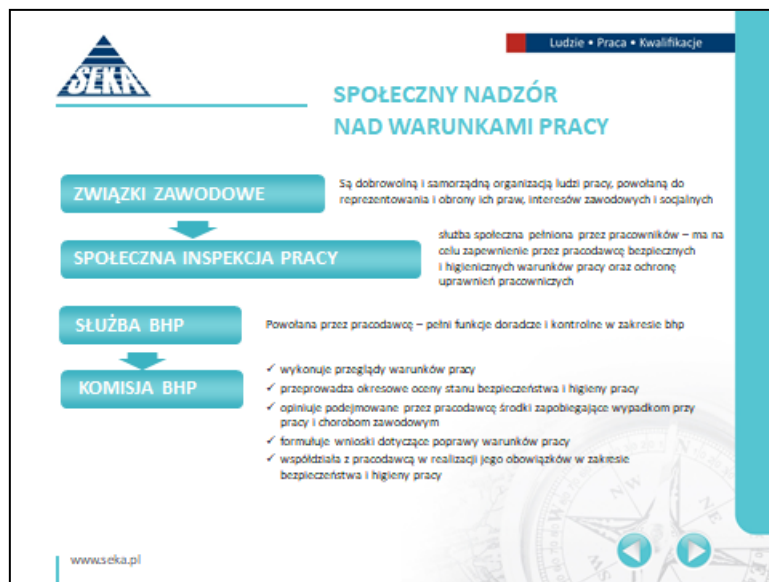 SEKA
Ludzie • Praca • Kwalifikacje
SPOŁECZNY NADZÓR
NAD WARUNKAMI PRACY
ZWIĄZKI ZAWODOWE
Są dobrowolną i samorządną organizacją ludzi pracy, powołaną do
reprezentowania i obrony ich praw, interesów zawodowych i socjalnych
SPOŁECZNA INSPEKCJA PRACY
służba społeczna pełniona przez pracowników – ma na
celu zapewnienie przez pracodawcę bezpiecznych
i higienicznych warunków pracy oraz ochronę
uprawnień pracowniczych
SŁUŻBA BHP
Powołana przez pracodawcę – pełni funkcje doradcze i kontrolne w zakresie bhp
KOMISJA BHP
✓ wykonuje przeglądy warunków pracy
✓ przeprowadza okresowe oceny stanu bezpieczeństwa i higieny pracy
✓ opiniuje podejmowane przez pracodawcę środki zapobiegające wypadkom przy
pracy i chorobom zawodowym
✓ formułuje wnioski dotyczące poprawy warunków pracy
✓ współdziała z pracodawcą w realizacji jego obowiązków w zakresie
bezpieczeństwa i higieny pracy
NW
N
NE
W
www.seka.pl